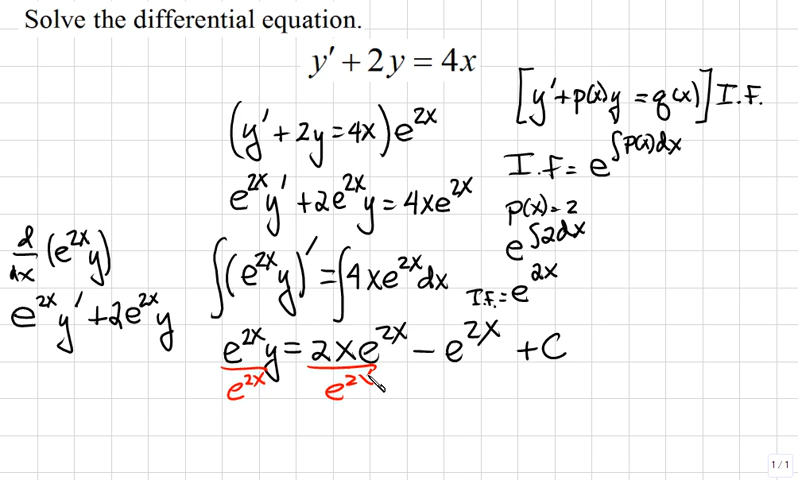 Solve the differential equation.
y′ + 2y = 4x
[y′+p(x)y = q(x)] I.F.
(y′+2y=4x)e^{2x}
I.F = e^{∫p(x)dx}
e^{2x}y′+2e^{2x}y=4xe^{2x}
p(x)=2
e^{∫2dx}
I.F.=e^{2x}
d/dx (e^{2x}y)
e^{2x}y′+2e^{2x}y
∫(e^{2x}y)′=∫4xe^{2x}dx
e^{2x}y=2xe^{2x}-e^{2x}+C
e^{2x} e^{2x}
1 / 1